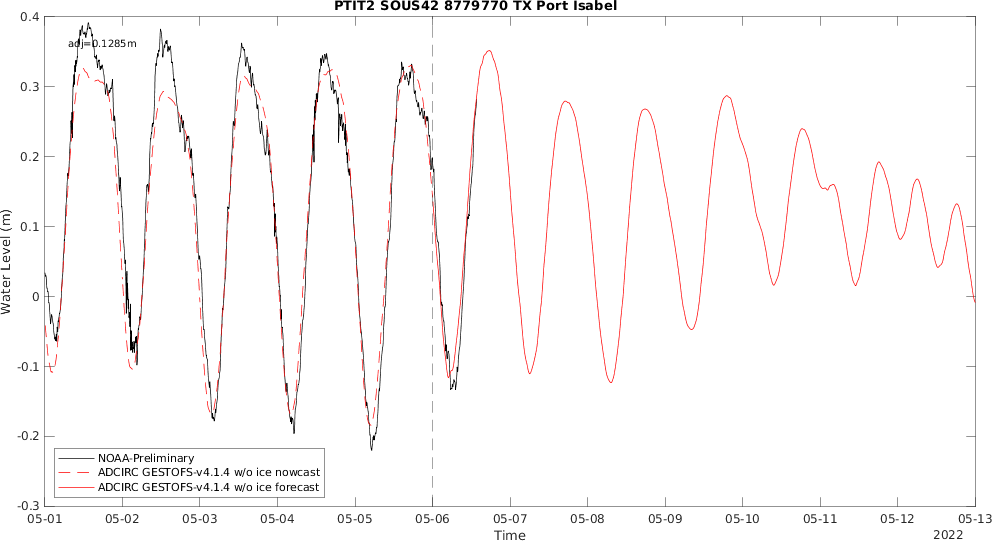 PTIT2 SOUS42 8779770 TX Port Isabel
adj=0.1285m
0.4
0.3
0.2
0.1
0
-0.1
-0.2
-0.3
Water Level (m)
NOAA-Preliminary
ADCIRC GESTOFS-v4.1.4 w/o ice nowcast
ADCIRC GESTOFS-v4.1.4 w/o ice forecast
05-01 05-02 05-03 05-04 05-05 05-06 05-07 05-08 05-09 05-10 05-11 05-12 05-13
Time
2022